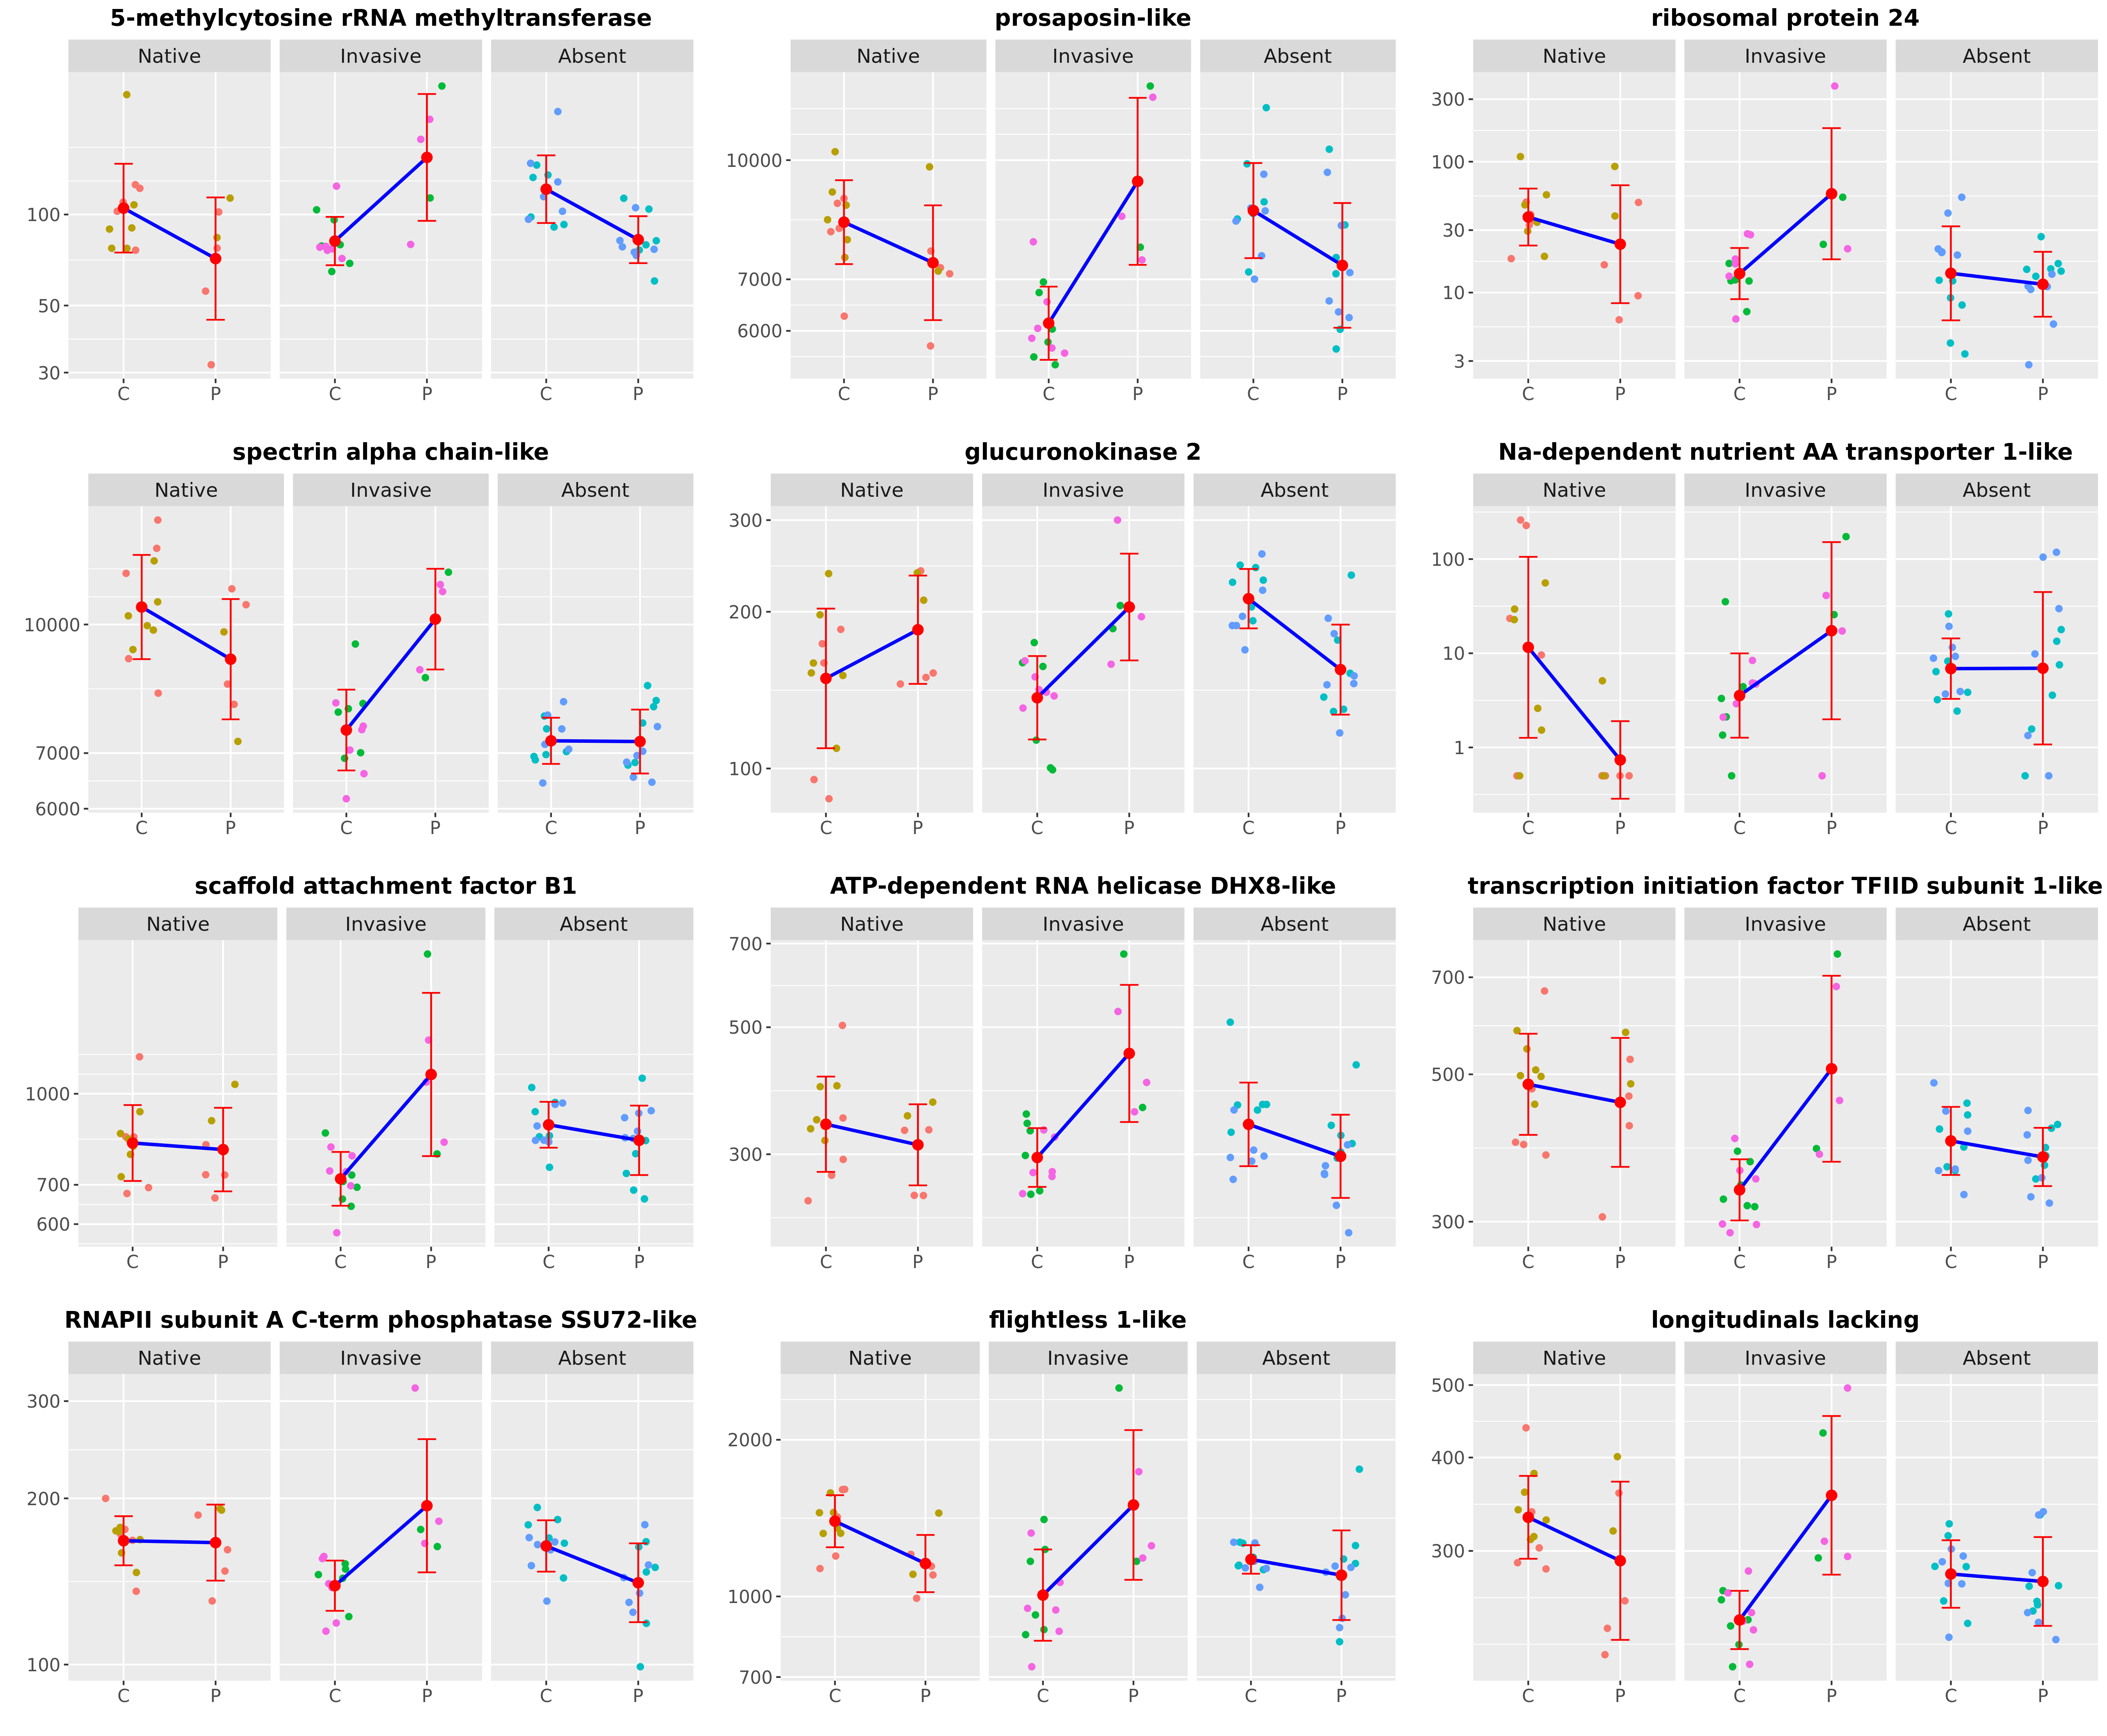 5-methylcytosine rRNA methyltransferase
Native Invasive Absent
100
50
30
C P C P C P
prosaposin-like
Native Invasive Absent
10000
7000
6000
C P C P C P
ribosomal protein 24
Native Invasive Absent
300
100
30
10
3
C P C P C P
spectrin alpha chain-like
Native Invasive Absent
10000
7000
6000
C P C P C P
glucuronokinase 2
Native Invasive Absent
300
200
100
C P C P C P
Na-dependent nutrient AA transporter 1-like
Native Invasive Absent
100
10
1
C P C P C P
scaffold attachment factor B1
Native Invasive Absent
1000
700
600
C P C P C P
ATP-dependent RNA helicase DHX8-like
Native Invasive Absent
700
500
300
C P C P C P
transcription initiation factor TFIID subunit 1-like
Native Invasive Absent
700
500
300
C P C P C P
RNAPII subunit A C-term phosphatase SSU72-like
Native Invasive Absent
300
200
100
C P C P C P
flightless 1-like
Native Invasive Absent
2000
1000
700
C P C P C P
longitudinals lacking
Native Invasive Absent
500
400
300
C P C P C P